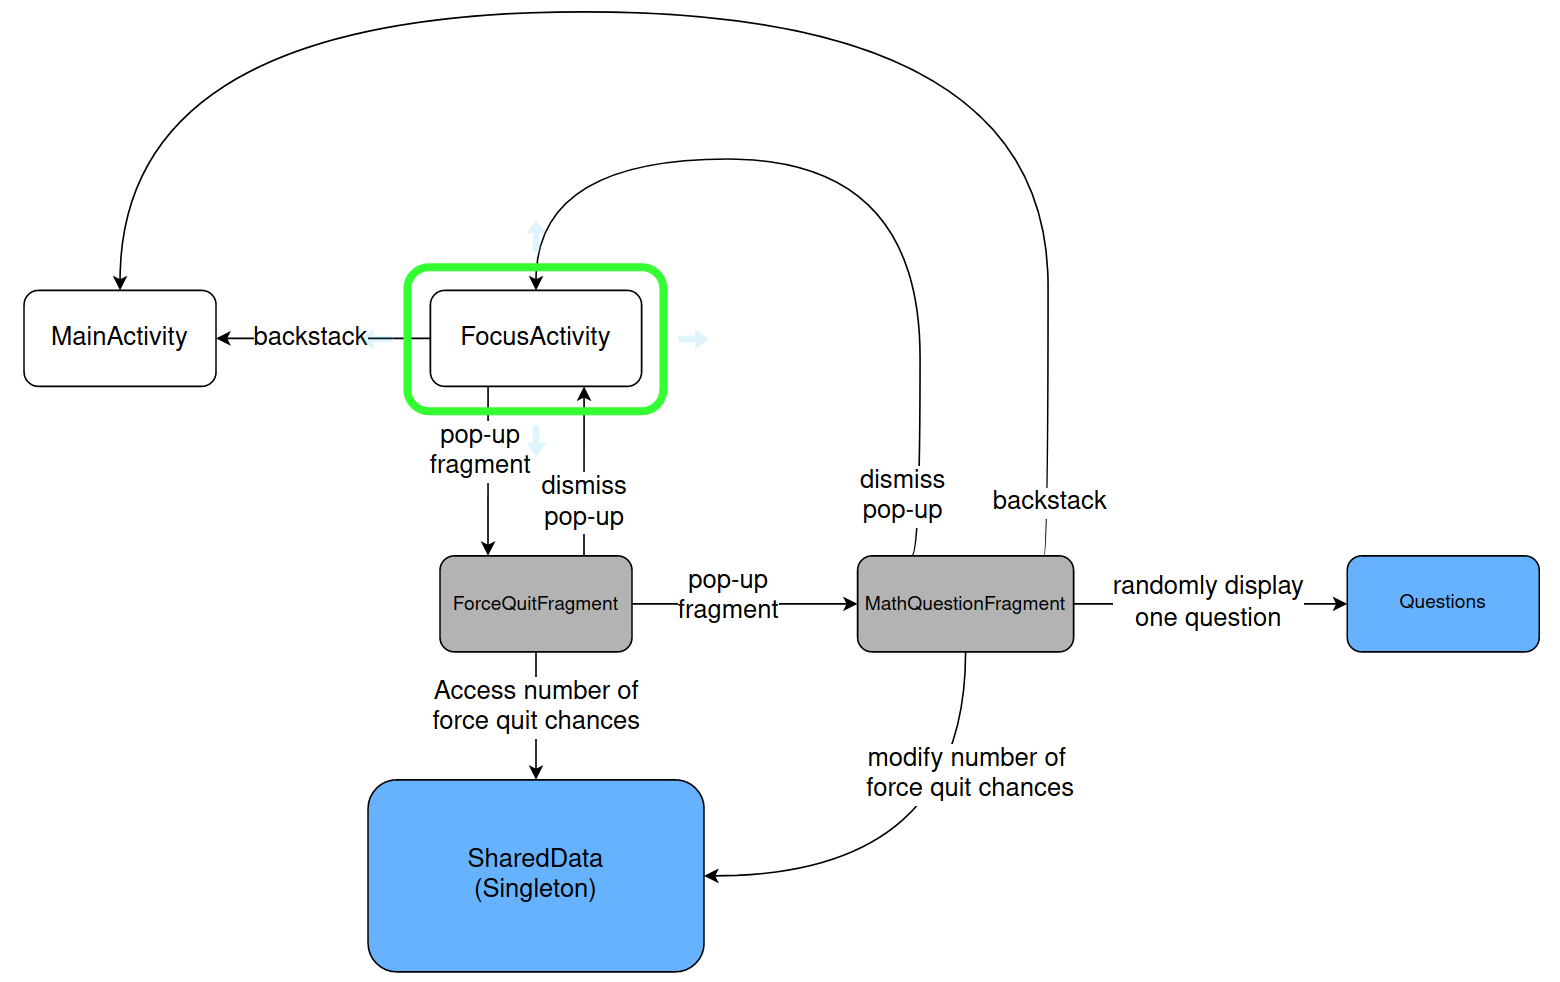 MainActivity
backstack
FocusActivity
pop-up
fragment
dismiss
pop-up
dismiss
pop-up
backstack
ForceQuitFragment
pop-up
fragment
MathQuestionFragment
randomly display
one question
Questions
Access number of
force quit chances
modify number of
force quit chances
SharedData
(Singleton)